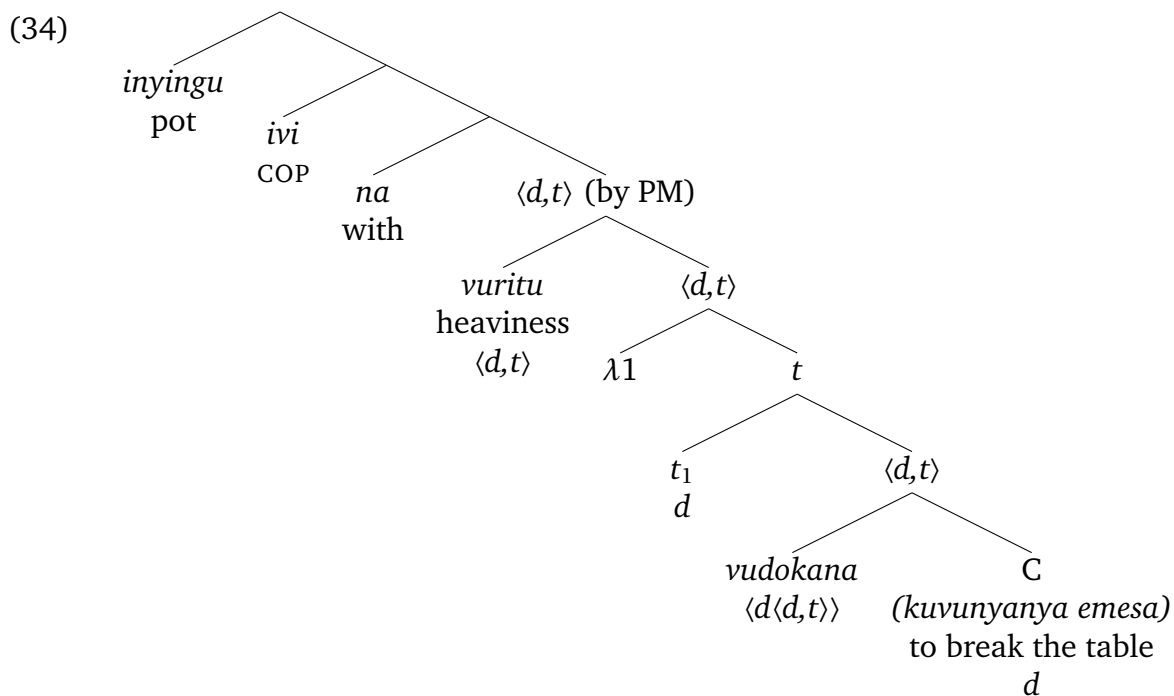 (34)
inyingu
pot
ivi
COP
na
with
⟨d,t⟩ (by PM)
vuritu
heaviness
⟨d,t⟩
⟨d,t⟩
λ1
t
t₁
d
⟨d,t⟩
vudokana
⟨d⟨d,t⟩⟩
C
(kuvunyanya emesa)
to break the table
d